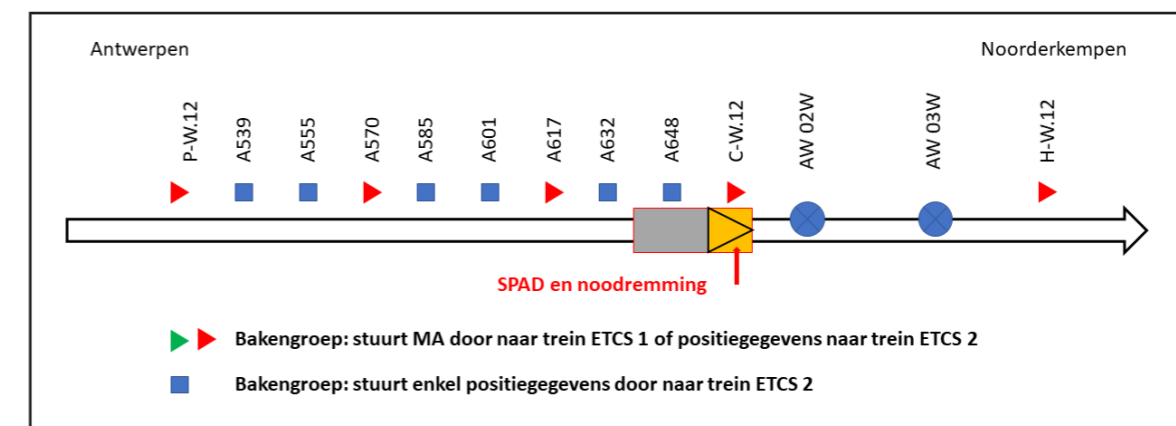 Antwerpen
Noorderkempen
P-W.12
A539
A555
A570
A585
A601
A617
A632
A648
C-W.12
AW 02W
AW 03W
H-W.12
SPAD en noodremming
Bakengroep: stuurt MA door naar trein ETCS 1 of positiegegevens naar trein ETCS 2
Bakengroep: stuurt enkel positiegegevens door naar trein ETCS 2